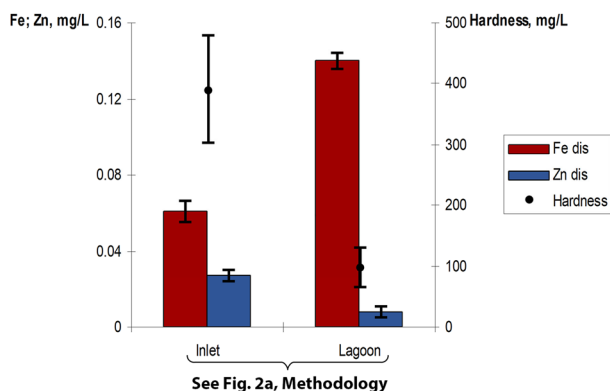 Fe; Zn, mg/L
Hardness, mg/L
0.16
0.12
0.08
0.04
0
500
400
300
200
100
0
Fe dis
Zn dis
Hardness
Inlet
Lagoon
See Fig. 2a, Methodology